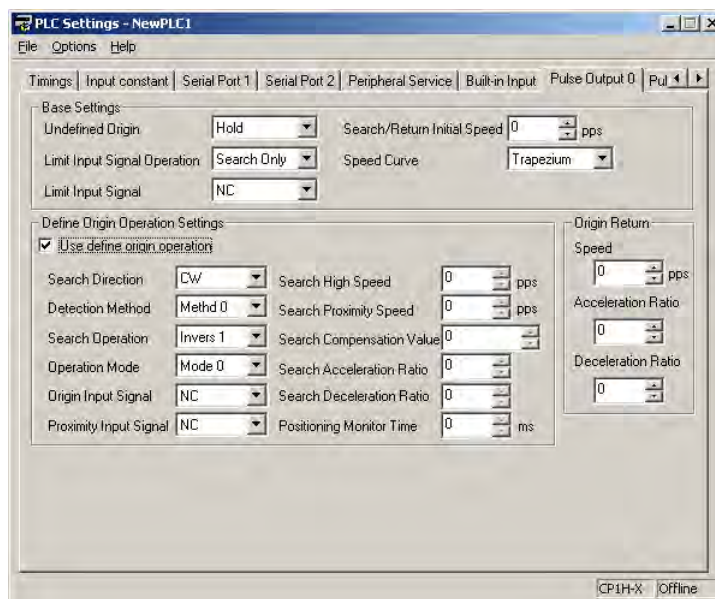 PLC Settings - NewPLC1
File Options Help
Timings Input constant Serial Port 1 Serial Port 2 Peripheral Service Built-in Input Pulse Output 0 Pul
Base Settings
Undefined Origin Hold Search/Return Initial Speed 0 pps
Limit Input Signal Operation Search Only Speed Curve Trapezium
Limit Input Signal NC
Define Origin Operation Settings Origin Return
Use define origin operation Speed
0 pps
Search Direction CW Search High Speed 0 pps
Detection Method Methd 0 Search Proximity Speed 0 pps Acceleration Ratio
Search Operation Invers 1 Search Compensation Value 0 0
Operation Mode Mode 0 Search Acceleration Ratio 0 Deceleration Ratio
Origin Input Signal NC Search Deceleration Ratio 0 0
Proximity Input Signal NC Positioning Monitor Time 0 ms
CP1H-X Offline